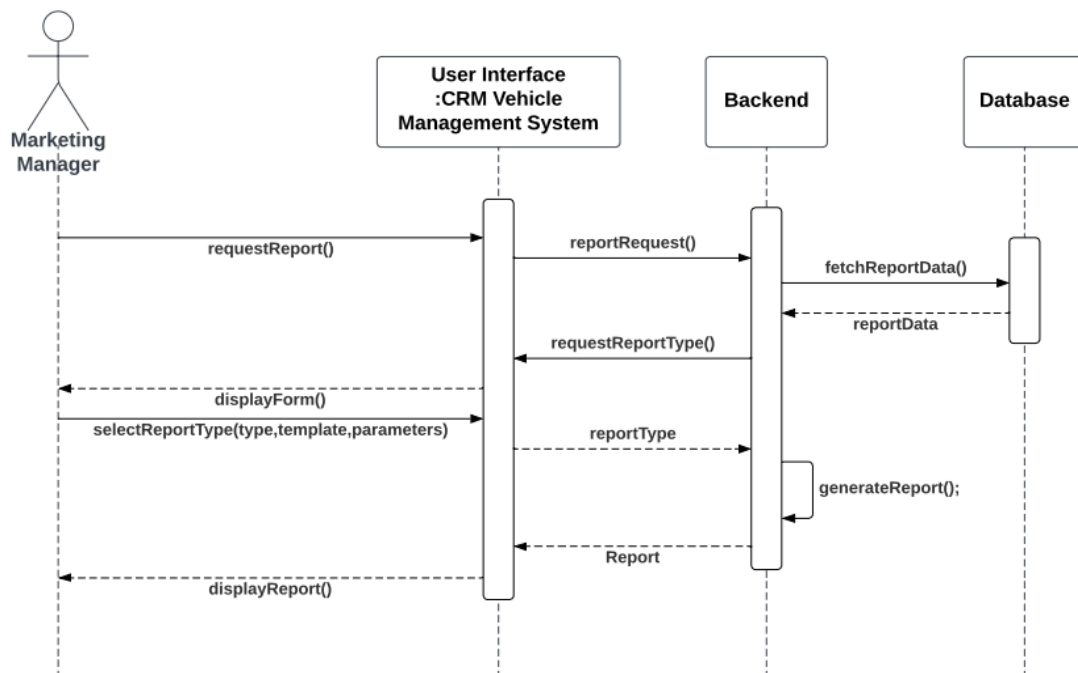 Marketing
Manager
User Interface
:CRM Vehicle
Management System
Backend
Database
requestReport()
reportRequest()
fetchReportData()
reportData
requestReportType()
displayForm()
selectReportType(type,template,parameters)
reportType
generateReport();
Report
displayReport()